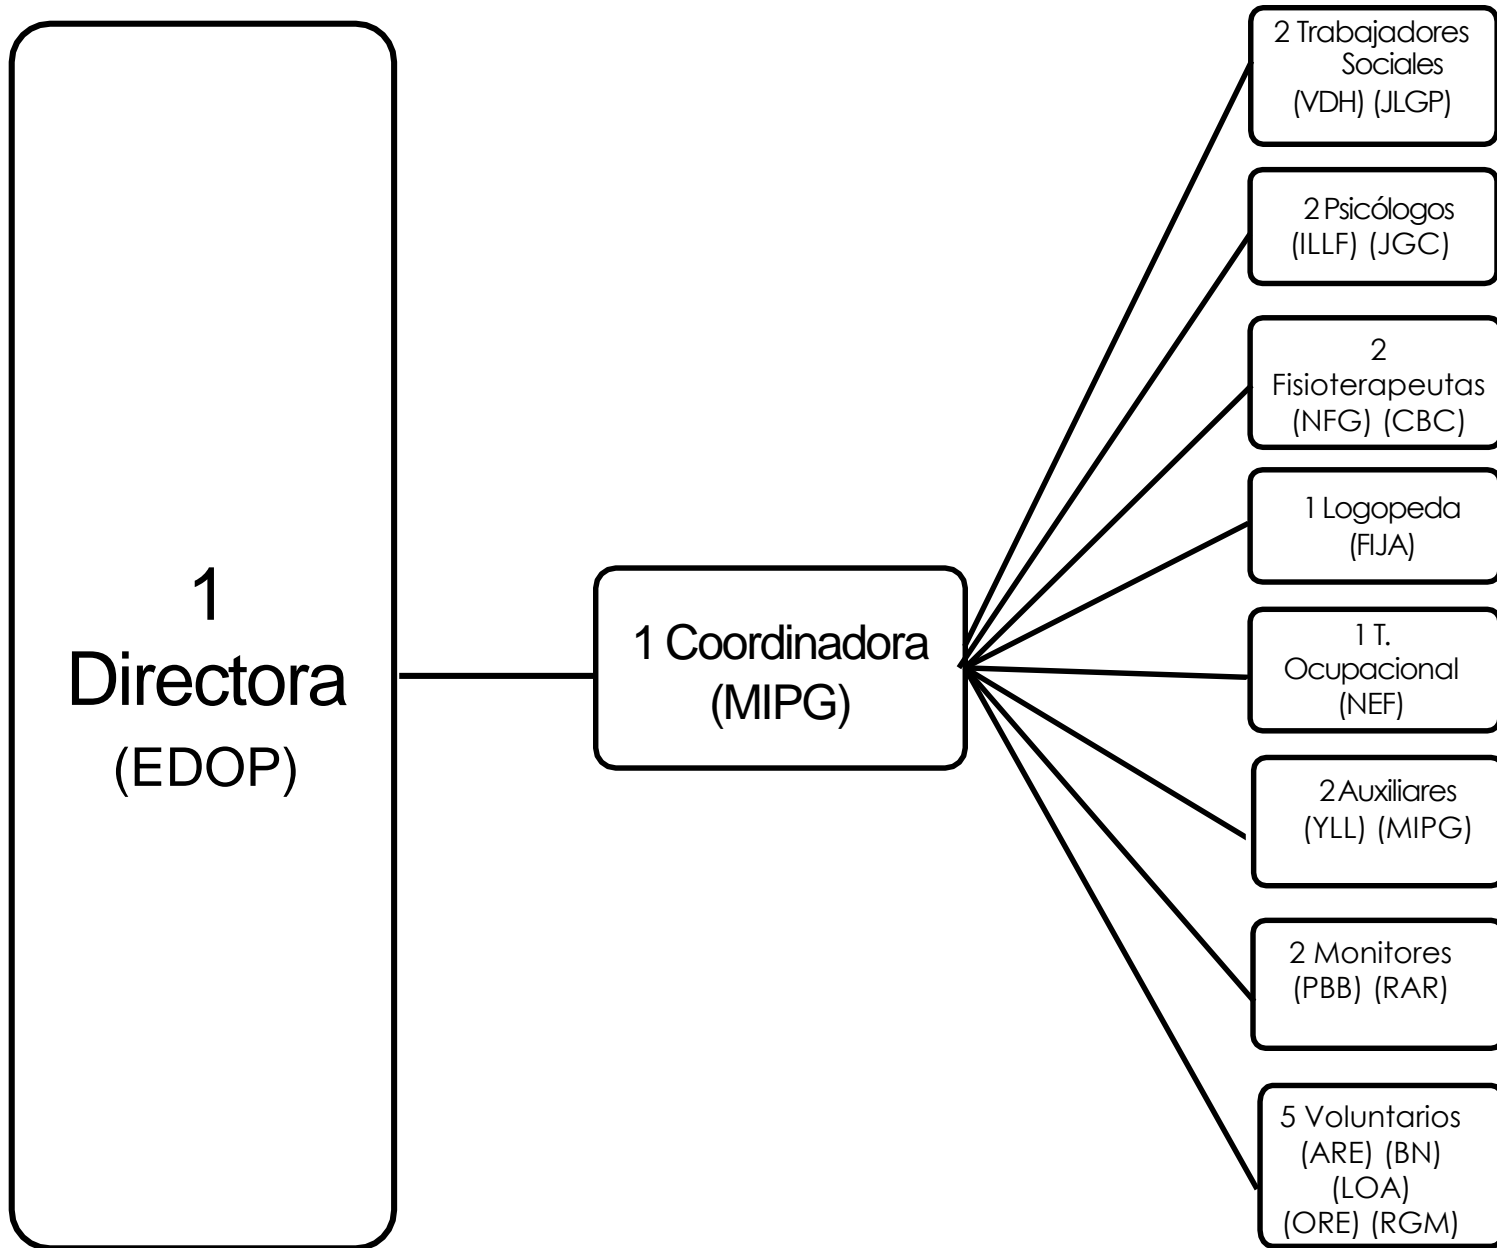 1
Directora
(EDOP)
1 Coordinadora
(MIPG)
2 Trabajadores
Sociales
(VDH) (JLGP)
2 Psicólogos
(ILLF) (JGC)
2
Fisioterapeutas
(NFG) (CBC)
1 Logopeda
(FIJA)
1 T.
Ocupacional
(NEF)
2 Auxiliares
(YLL) (MIPG)
2 Monitores
(PBB) (RAR)
5 Voluntarios
(ARE) (BN)
(LOA)
(ORE) (RGM)